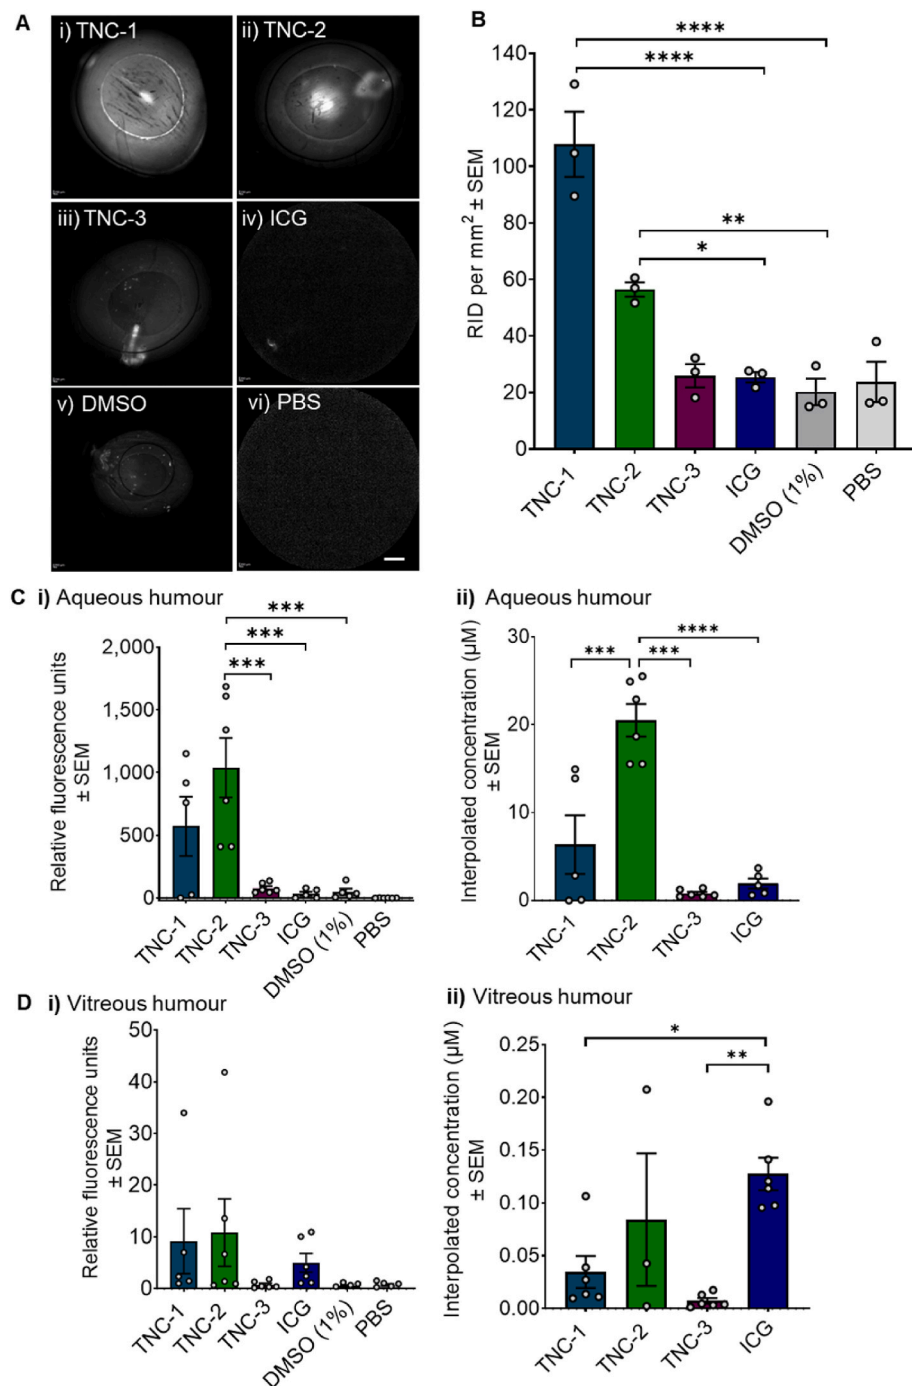 A
i) TNC-1
ii) TNC-2
iii) TNC-3
iv) ICG
v) DMSO
vi) PBS
B
****
****
**
*
RID per mm² ± SEM
140
120
100
80
60
40
20
0
TNC-1
TNC-2
TNC-3
ICG
DMSO (1%)
PBS
C i) Aqueous humour
***
***
***
Relative fluorescence units
± SEM
2,000
1,500
1,000
500
0
TNC-1
TNC-2
TNC-3
ICG
DMSO (1%)
PBS
ii) Aqueous humour
****
*** ***
Interpolated concentration (µM)
± SEM
30
20
10
0
TNC-1
TNC-2
TNC-3
ICG
D i) Vitreous humour
Relative fluorescence units
± SEM
50
40
30
20
10
0
TNC-1
TNC-2
TNC-3
ICG
DMSO (1%)
PBS
ii) Vitreous humour
*
**
Interpolated concentration (µM)
± SEM
0.25
0.20
0.15
0.10
0.05
0.00
TNC-1
TNC-2
TNC-3
ICG